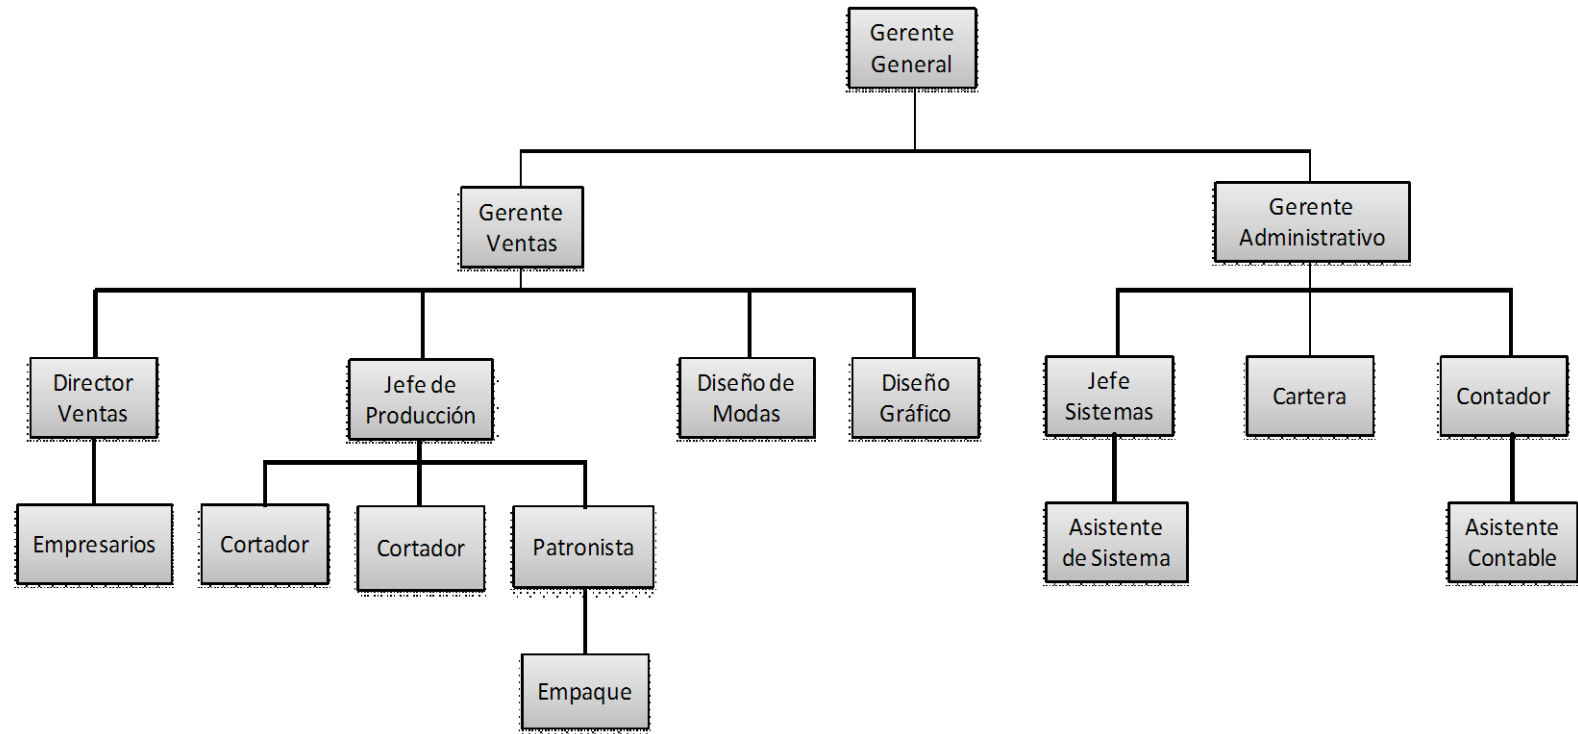 Gerente
General
Gerente
Ventas
Gerente
Administrativo
Director
Ventas
Jefe de
Producción
Diseño de
Modas
Diseño
Gráfico
Jefe
Sistemas
Cartera
Contador
Empresarios
Cortador
Cortador
Patronista
Asistente
de Sistema
Asistente
Contable
Empaque